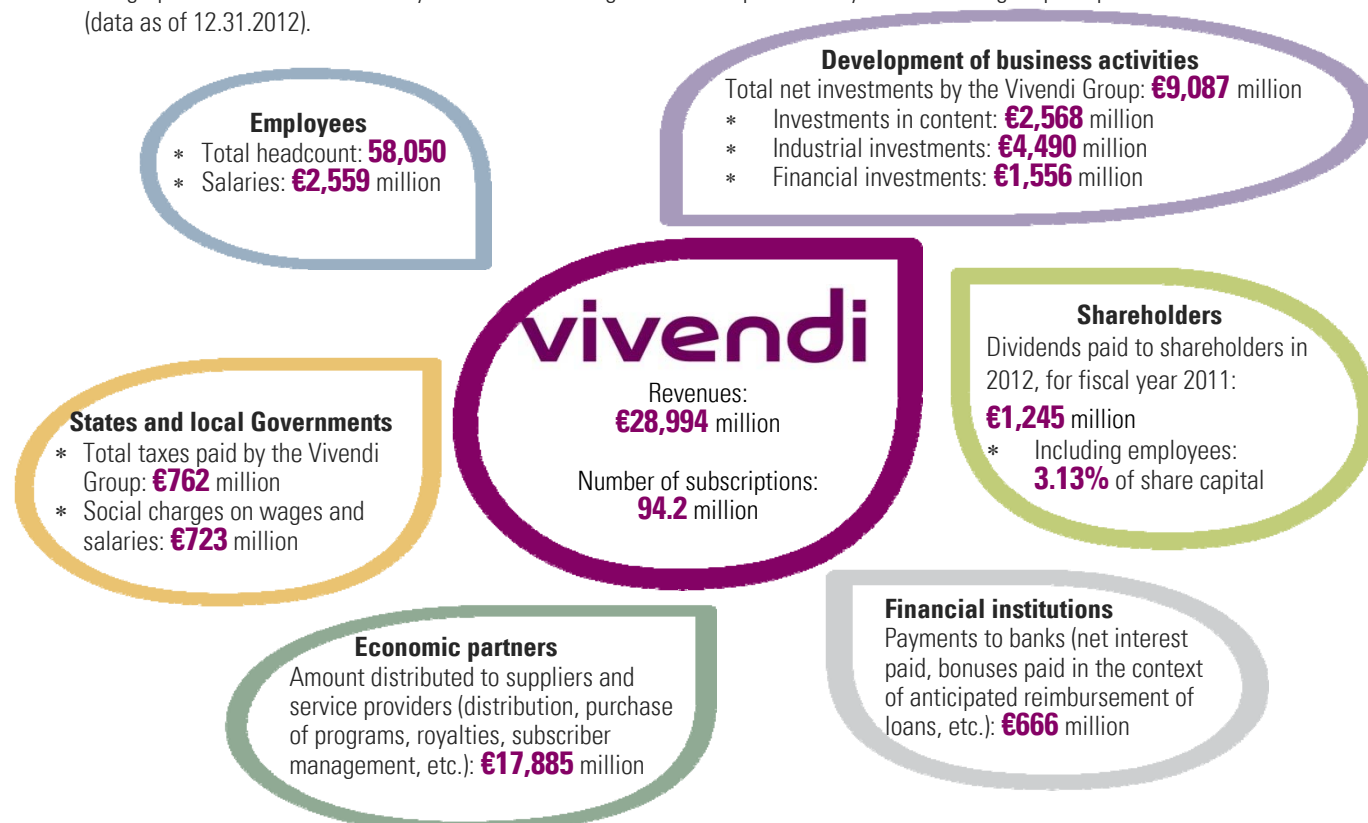 (data as of 12.31.2012).
Development of business activities
Total net investments by the Vivendi Group: €9,087 million
* Investments in content: €2,568 million
* Industrial investments: €4,490 million
* Financial investments: €1,556 million
Employees
* Total headcount: 58,050
* Salaries: €2,559 million
vivendi
Revenues:
€28,994 million
Number of subscriptions:
94.2 million
Shareholders
Dividends paid to shareholders in
2012, for fiscal year 2011:
€1,245 million
* Including employees:
3.13% of share capital
States and local Governments
* Total taxes paid by the Vivendi
Group: €762 million
* Social charges on wages and
salaries: €723 million
Economic partners
Amount distributed to suppliers and
service providers (distribution, purchase
of programs, royalties, subscriber
management, etc.): €17,885 million
Financial institutions
Payments to banks (net interest
paid, bonuses paid in the context
of anticipated reimbursement of
loans, etc.): €666 million